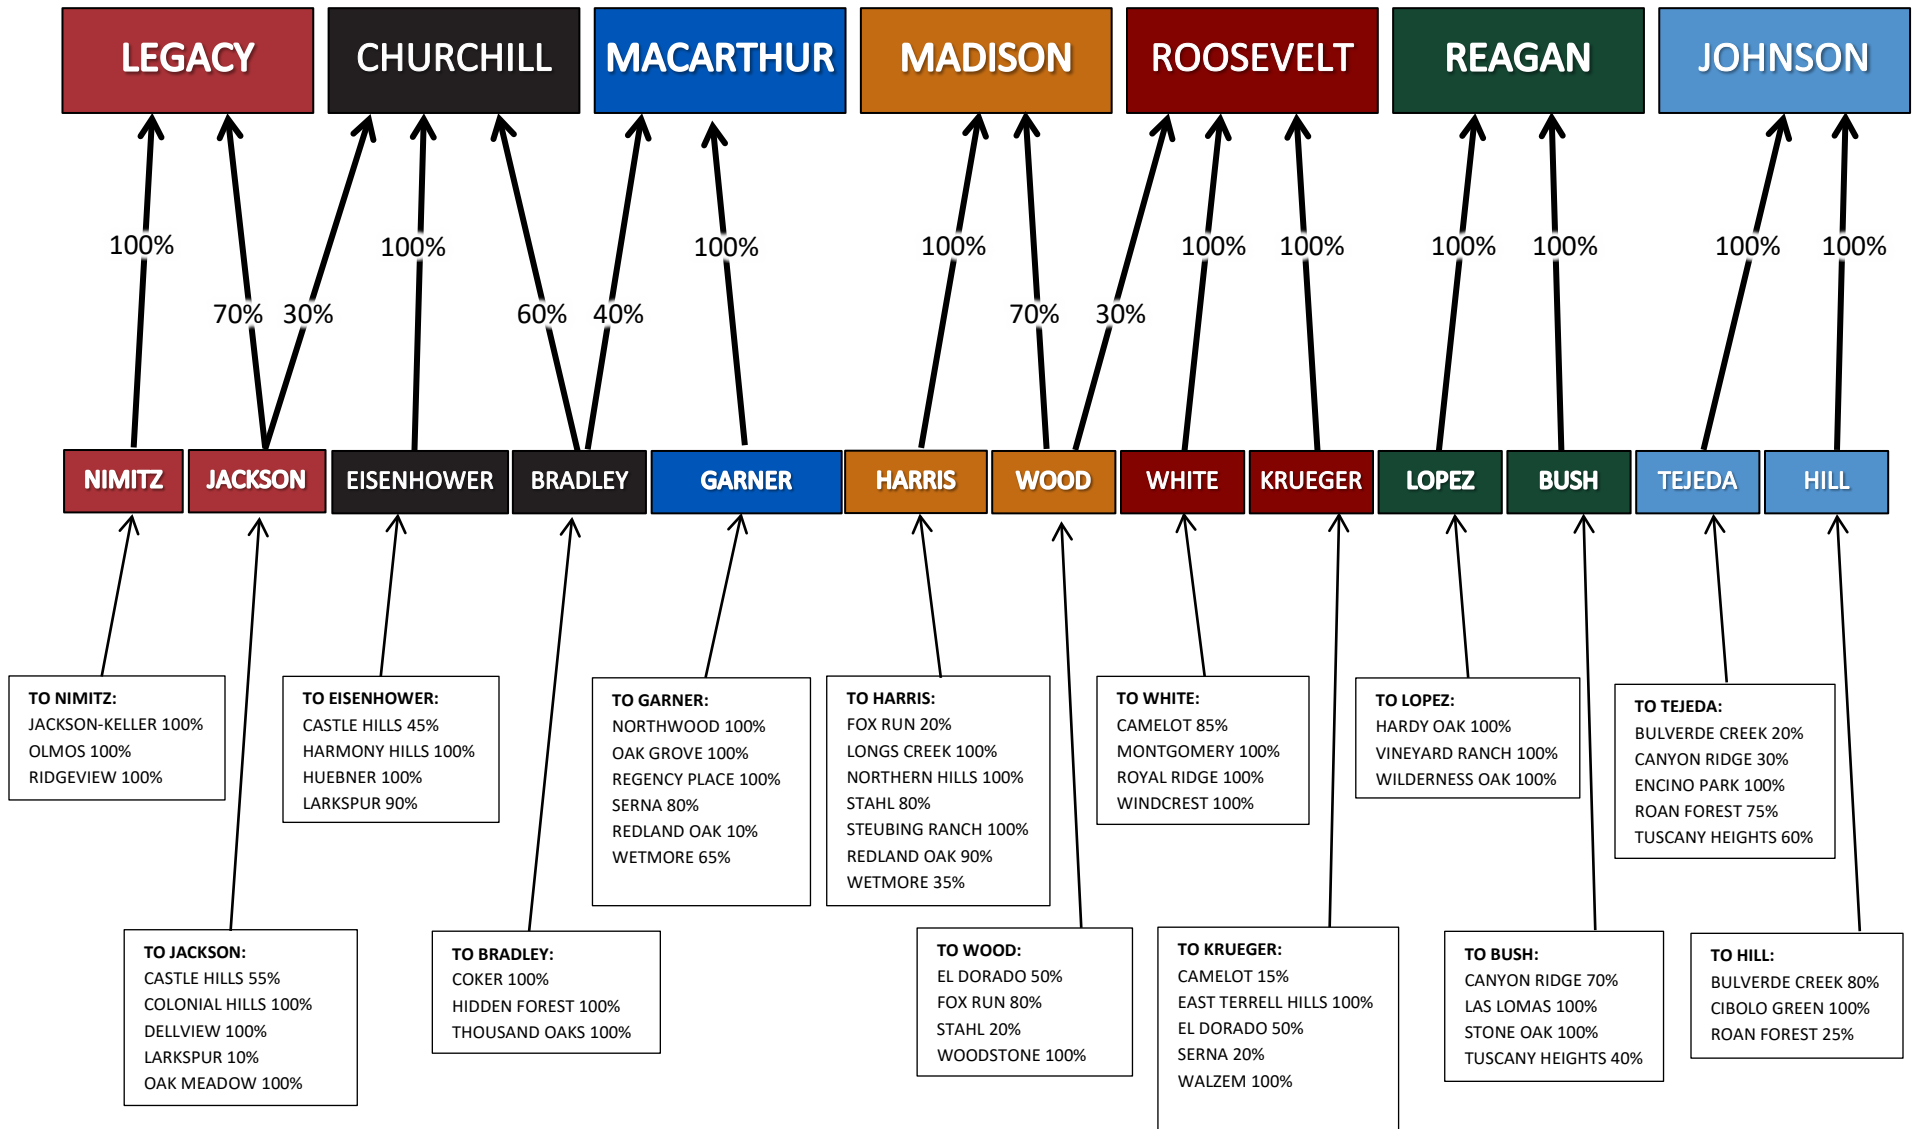 LEGACY
CHURCHILL
MACARTHUR
MADISON
ROOSEVELT
REAGAN
JOHNSON
100%
100%
100%
100%
100%
100%
100%
100%
100%
100%
70%
30%
60%
40%
70%
30%
NIMITZ
JACKSON
EISENHOWER
BRADLEY
GARNER
HARRIS
WOOD
WHITE
KRUEGER
LOPEZ
BUSH
TEJEDA
HILL
TO NIMITZ:
JACKSON-KELLER 100%
OLMOS 100%
RIDGEVIEW 100%
TO EISENHOWER:
CASTLE HILLS 45%
HARMONY HILLS 100%
HUEBNER 100%
LARKSPUR 90%
TO GARNER:
NORTHWOOD 100%
OAK GROVE 100%
REGENCY PLACE 100%
SERNA 80%
REDLAND OAK 10%
WETMORE 65%
TO HARRIS:
FOX RUN 20%
LONGS CREEK 100%
NORTHERN HILLS 100%
STAHL 80%
STEUBING RANCH 100%
REDLAND OAK 90%
WETMORE 35%
TO WHITE:
CAMELOT 85%
MONTGOMERY 100%
ROYAL RIDGE 100%
WINDCREST 100%
TO LOPEZ:
HARDY OAK 100%
VINEYARD RANCH 100%
WILDERNESS OAK 100%
TO TEJEDA:
BULVERDE CREEK 20%
CANYON RIDGE 30%
ENCINO PARK 100%
ROAN FOREST 75%
TUSCANY HEIGHTS 60%
TO JACKSON:
CASTLE HILLS 55%
COLONIAL HILLS 100%
DELLVIEW 100%
LARKSPUR 10%
OAK MEADOW 100%
TO BRADLEY:
COKER 100%
HIDDEN FOREST 100%
THOUSAND OAKS 100%
TO WOOD:
EL DORADO 50%
FOX RUN 80%
STAHL 20%
WOODSTONE 100%
TO KRUEGER:
CAMELOT 15%
EAST TERRELL HILLS 100%
EL DORADO 50%
SERNA 20%
WALZEM 100%
TO BUSH:
CANYON RIDGE 70%
LAS LOMAS 100%
STONE OAK 100%
TUSCANY HEIGHTS 40%
TO HILL:
BULVERDE CREEK 80%
CIBOLO GREEN 100%
ROAN FOREST 25%